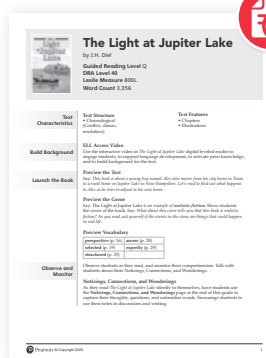 The Light
at Jupiter
Lake
The Light at Jupiter Lake
by J.H. Diel
Guided Reading Level Q
DRA Level 40
Lexile Measure 800L
Word Count 3,356
Text
Characteristics
Text Structure
• Chronological
(Conflict, climax,
resolution)
Text Features
• Chapters
• Illustrations
Build Background
ELL Access Video
Use the interactive video in The Light at Jupiter Lake digital leveled reader to
engage students, to support language development, to activate prior knowledge,
and to build background for the text.
Launch the Book
Preview the Text
Say: This book is about a young boy named Alex who moves from his city home in Texas
to a rural home on Jupiter Lake in New Hampshire. Let's read to find out what happens
to Alex as he tries to adjust to his new home.
Preview the Genre
Say: The Light at Jupiter Lake is an example of realistic fiction. Show students
the cover of the book. Say: What about this cover tells you that this book is realistic
fiction? As you read, ask yourself if the events in the story are things that could happen
in real life.
Preview Vocabulary
perspective (p. 16) assess (p. 28)
selected (p. 19) expertly (p. 29)
structured (p. 25)
Observe and
Monitor
Observe students as they read, and monitor their comprehension. Talk with
students about their Noticings, Connections, and Wonderings.
Noticings, Connections, and Wonderings
As they read The Light at Jupiter Lake silently to themselves, have students use
the Noticings, Connections, and Wonderings page at the end of this guide to
capture their thoughts, questions, and unfamiliar words. Encourage students to
use their notes in discussions and writing.
Pearson © Copyright 2020
1